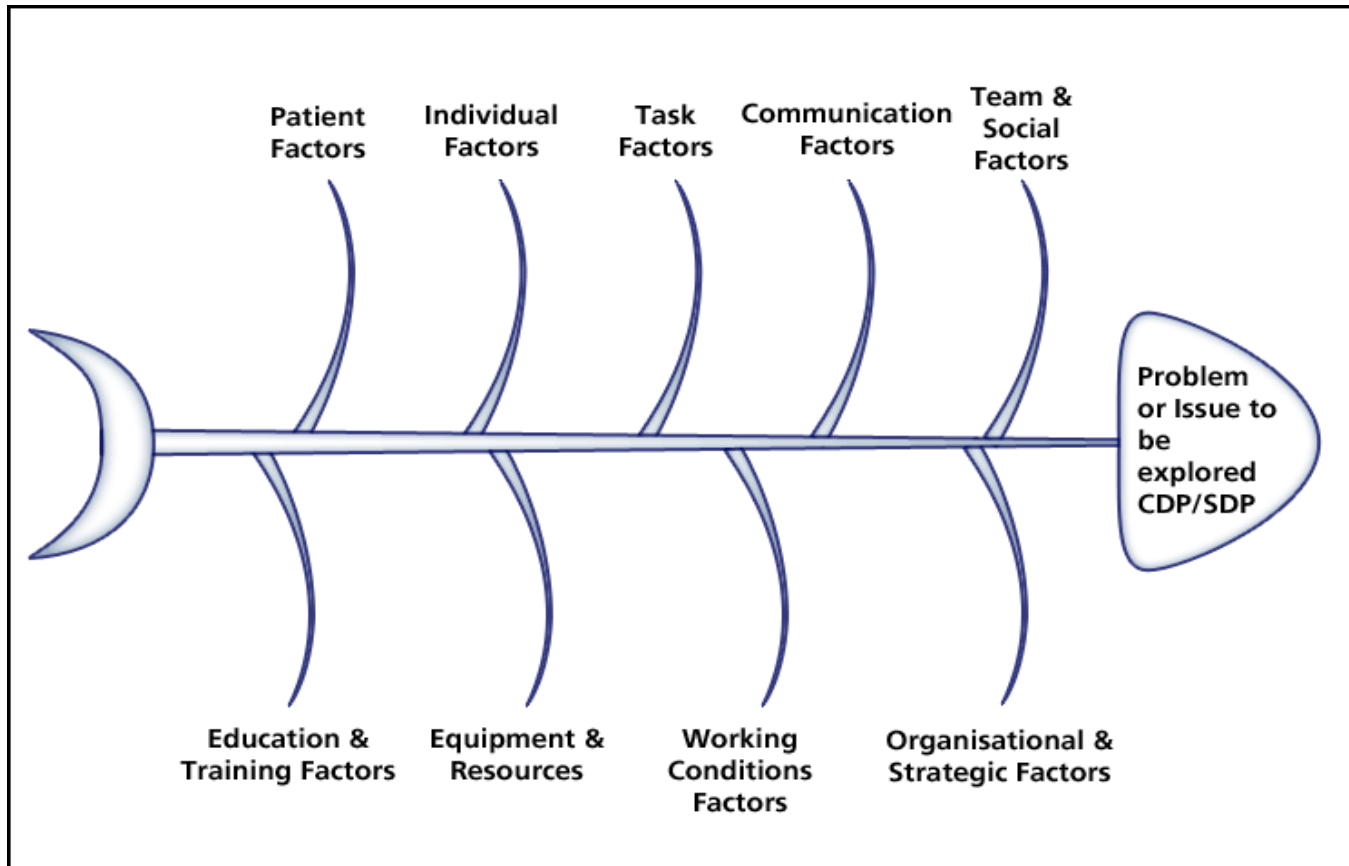 Patient
Factors
Individual
Factors
Task
Factors
Communication
Factors
Team &
Social
Factors
Problem
or Issue to
be
explored
CDP/SDP
Education &
Training Factors
Equipment &
Resources
Working
Conditions
Factors
Organisational &
Strategic Factors